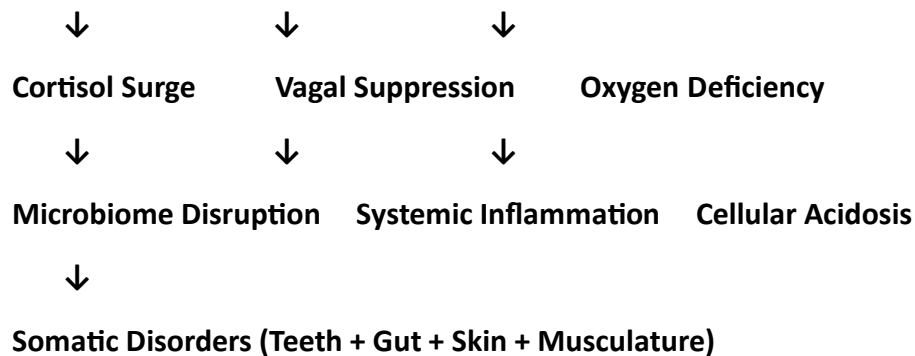 ↓ ↓ ↓
Cortisol Surge Vagal Suppression Oxygen Deficiency
↓ ↓ ↓
Microbiome Disruption Systemic Inflammation Cellular Acidosis
↓
Somatic Disorders (Teeth + Gut + Skin + Musculature)